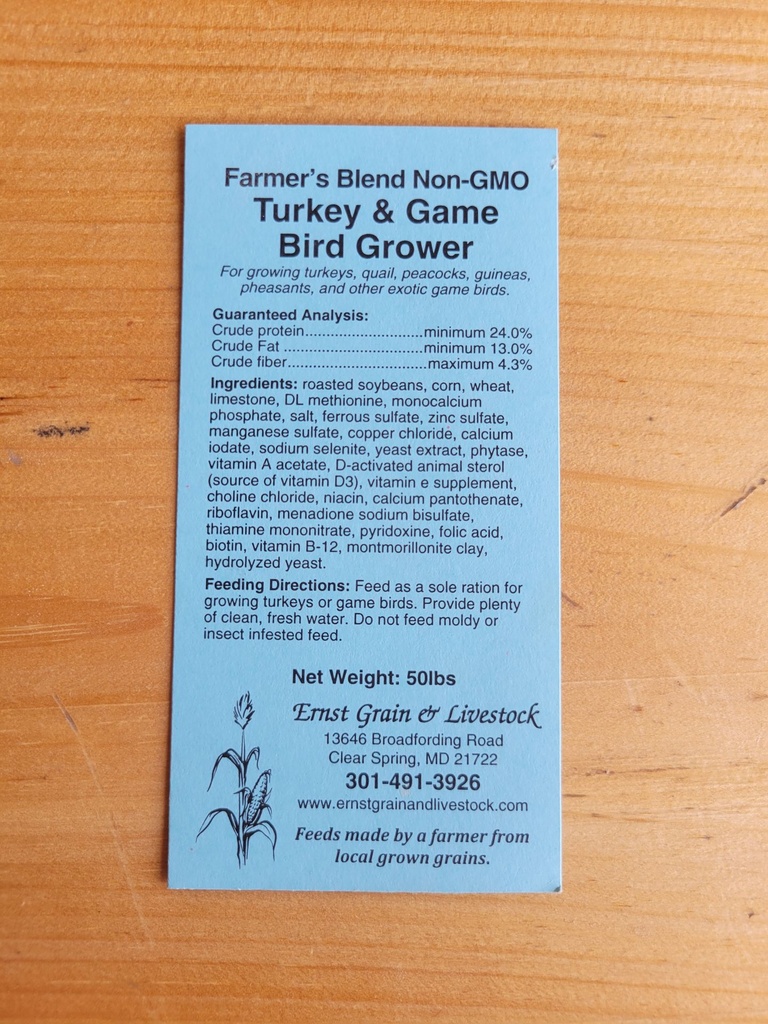 Farmer's Blend Non-GMO
Turkey & Game
Bird Grower
For growing turkeys, quail, peacocks, guineas,
pheasants, and other exotic game birds.
Guaranteed Analysis:
Crude protein............................minimum 24.0%
Crude Fat .................................minimum 13.0%
Crude fiber.................................maximum 4.3%
Ingredients: roasted soybeans, corn, wheat,
limestone, DL methionine, monocalcium
phosphate, salt, ferrous sulfate, zinc sulfate,
manganese sulfate, copper chloride, calcium
iodate, sodium selenite, yeast extract, phytase,
vitamin A acetate, D-activated animal sterol
(source of vitamin D3), vitamin e supplement,
choline chloride, niacin, calcium pantothenate,
riboflavin, menadione sodium bisulfate,
thiamine mononitrate, pyridoxine, folic acid,
biotin, vitamin B-12, montmorillonite clay,
hydrolyzed yeast.
Feeding Directions: Feed as a sole ration for
growing turkeys or game birds. Provide plenty
of clean, fresh water. Do not feed moldy or
insect infested feed.
Net Weight: 50lbs
Ernst Grain & Livestock
13646 Broadfording Road
Clear Spring, MD 21722
301-491-3926
www.ernstgrainandlivestock.com
Feeds made by a farmer from
local grown grains.